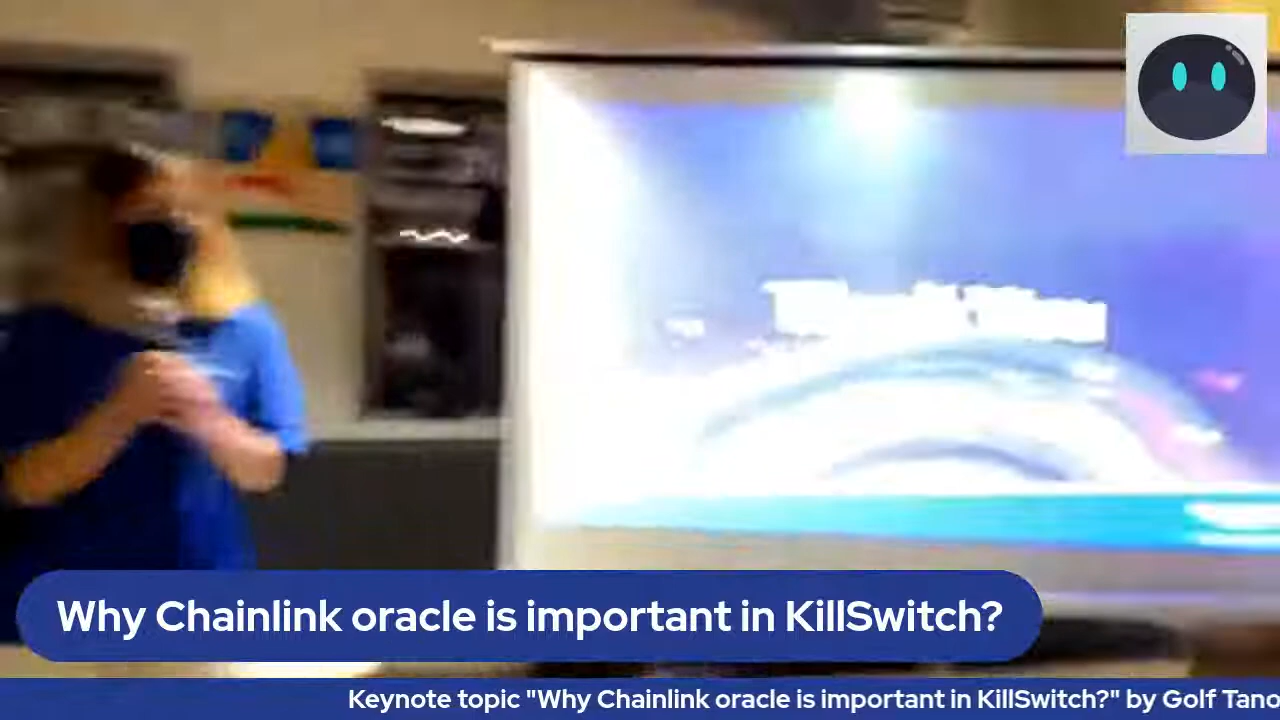 Why Chainlink oracle is important in KillSwitch?
Keynote topic "Why Chainlink oracle is important in KillSwitch?" by Golf Tano